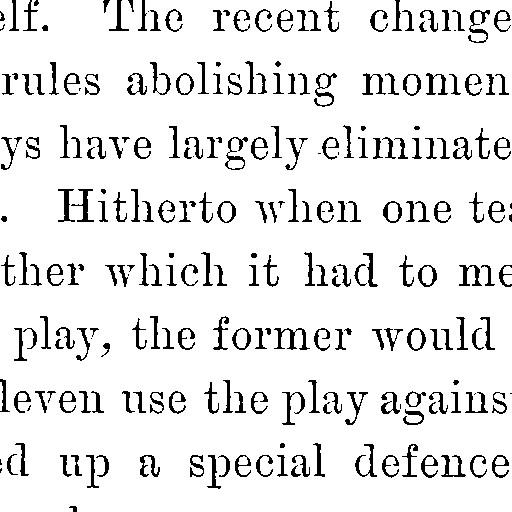 elf. The recent change
rules abolishing momen
ys have largely eliminate
. Hitherto when one tea
ther which it had to me
play, the former would
leven use the play agains
ed up a special defence